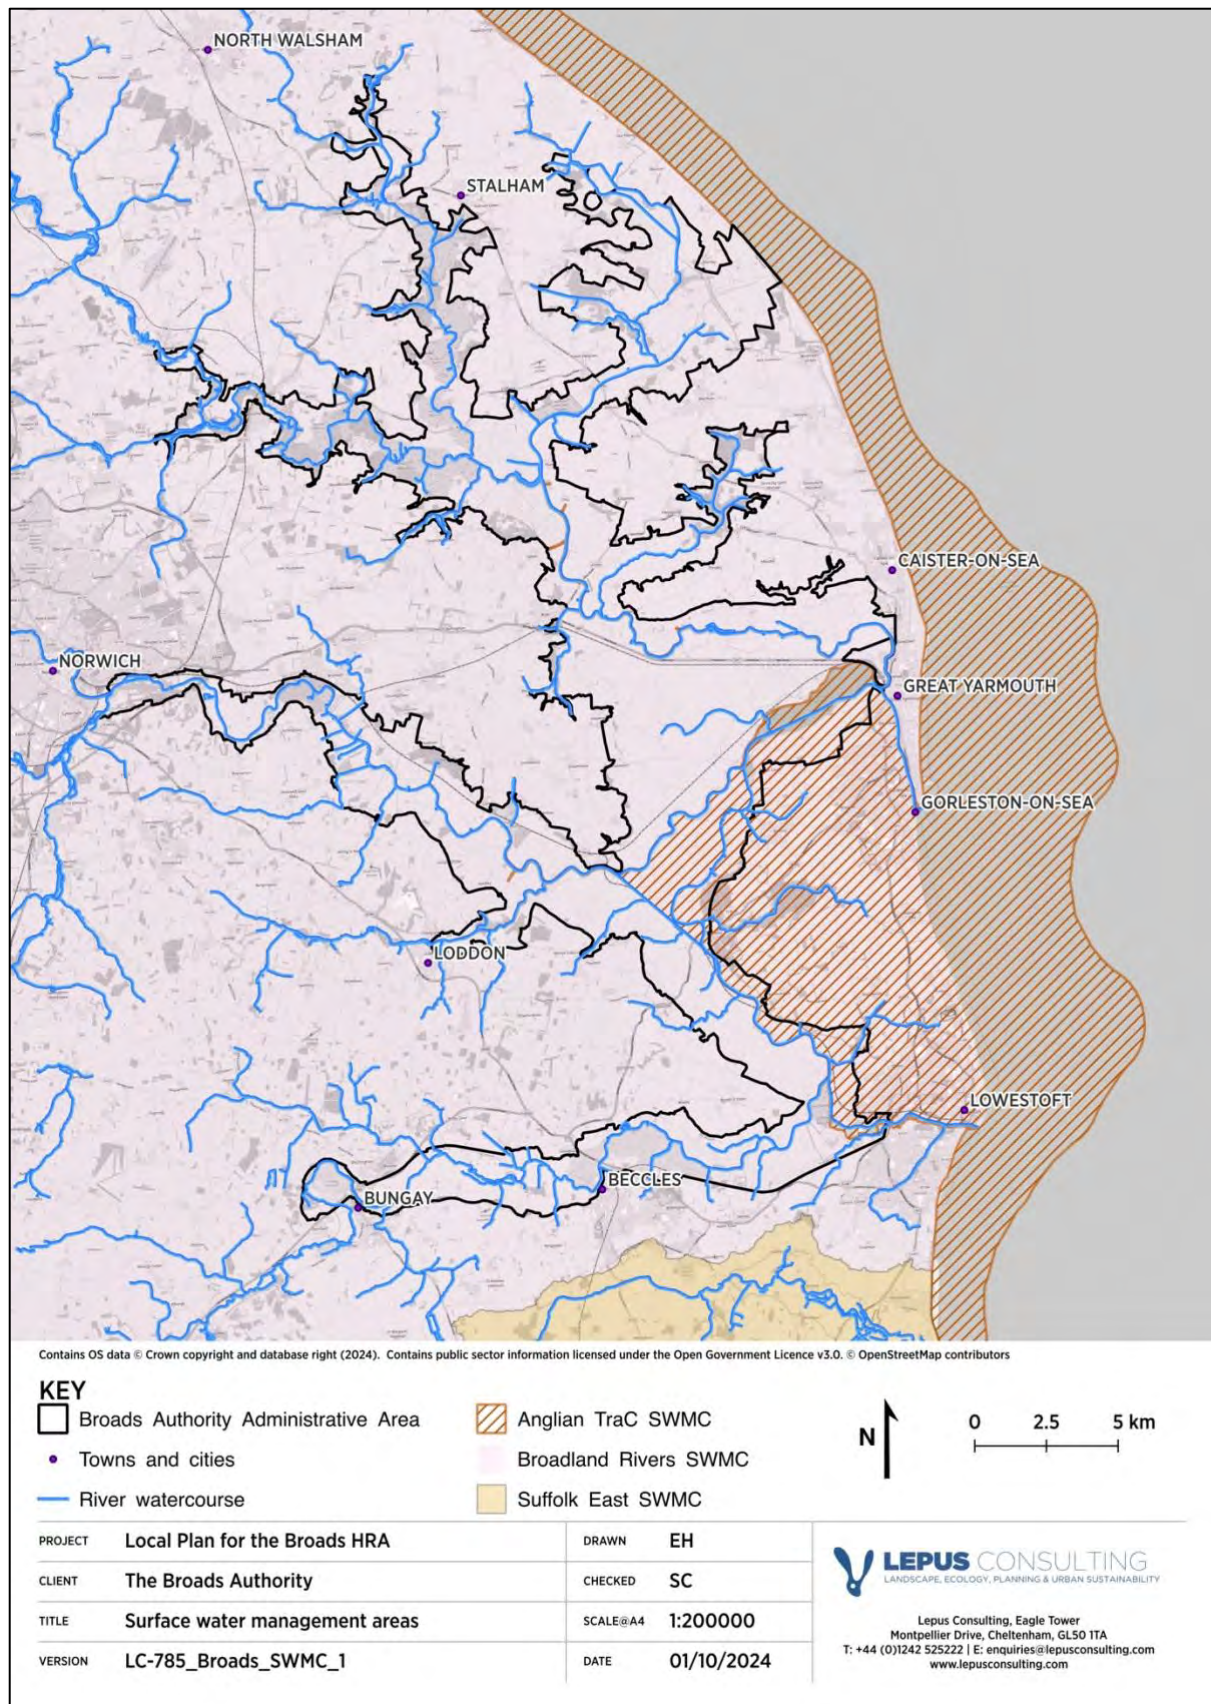 NORTH WALSHAM
STALHAM
CAISTER-ON-SEA
NORWICH
GREAT YARMOUTH
GORLESTON-ON-SEA
LODDON
LOWESTOFT
BECCLES
BUNGAY
Contains OS data © Crown copyright and database right (2024). Contains public sector information licensed under the Open Government Licence v3.0. © OpenStreetMap contributors
KEY
Broads Authority Administrative Area
Towns and cities
River watercourse
Anglian TraC SWMC
Broadland Rivers SWMC
Suffolk East SWMC
N
0 2.5 5 km
PROJECT Local Plan for the Broads HRA
CLIENT The Broads Authority
TITLE Surface water management areas
VERSION LC-785_Broads_SWMC_1
DRAWN EH
CHECKED SC
SCALE@A4 1:200000
DATE 01/10/2024
LEPUS CONSULTING
LANDSCAPE, ECOLOGY, PLANNING & URBAN SUSTAINABILITY
Lepus Consulting, Eagle Tower
Montpellier Drive, Cheltenham, GL50 1TA
T: +44 (0)1242 525222 | E: enquiries@lepusconsulting.com
www.lepusconsulting.com